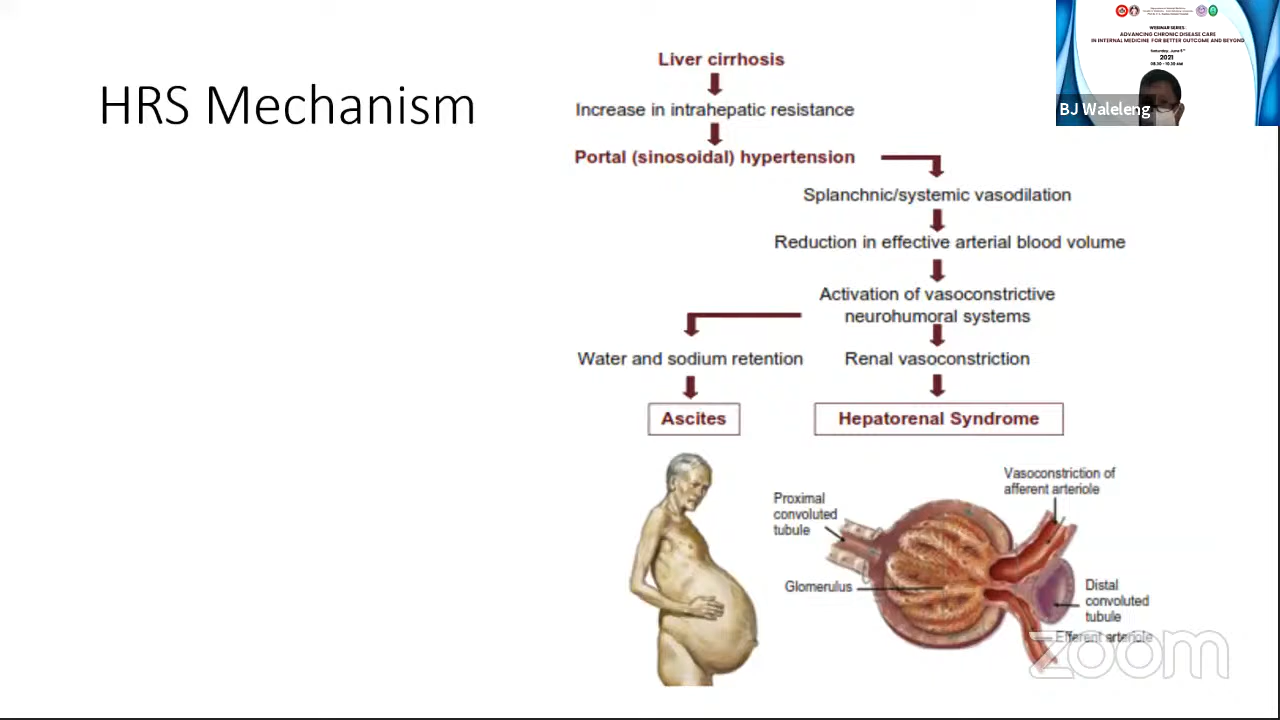 HRS Mechanism
Liver cirrhosis
Increase in intrahepatic resistance
Portal (sinosoidal) hypertension
Splanchnic/systemic vasodilation
Reduction in effective arterial blood volume
Activation of vasoconstrictive
neurohumoral systems
Water and sodium retention
Renal vasoconstriction
Ascites
Hepatorenal Syndrome
Vasoconstriction of
afferent arteriole
Proximal
convoluted
tubule
Glomerulus
Distal
convoluted
tubule
Efferent arteriole
zoom
WEBINAR SERIES:
ADVANCING CHRONIC DISEASE CARE
IN INTERNAL MEDICINE FOR BETTER OUTCOME AND BEYOND
Saturday, June 5th
2021
BJ Waleleng